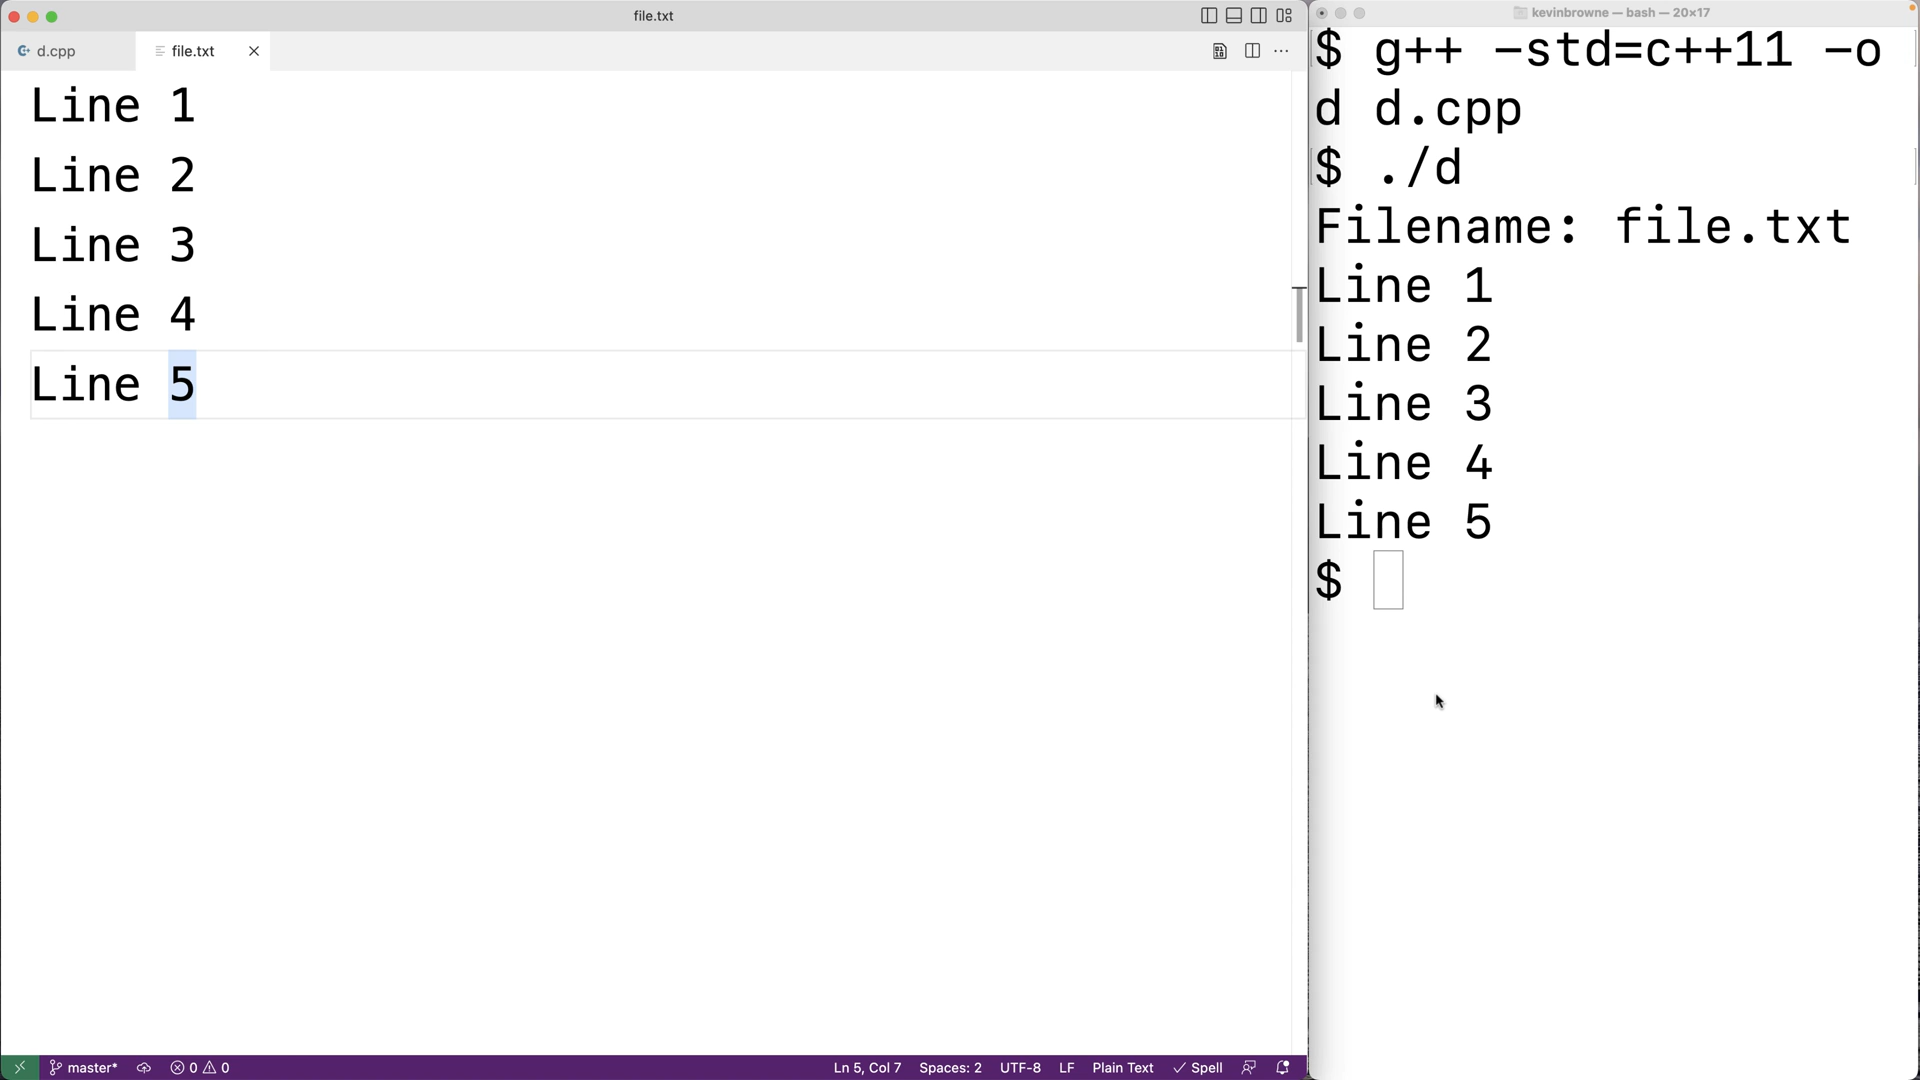 file.txt
d.cpp
file.txt
Line 1
Line 2
Line 3
Line 4
Line 5
master*
0
0
Ln 5, Col 7
Spaces: 2
UTF-8
LF
Plain Text
Spell
kevinbrowne — bash — 20×17
$ g++ -std=c++11 -o
d d.cpp
$ ./d
Filename: file.txt
Line 1
Line 2
Line 3
Line 4
Line 5
$